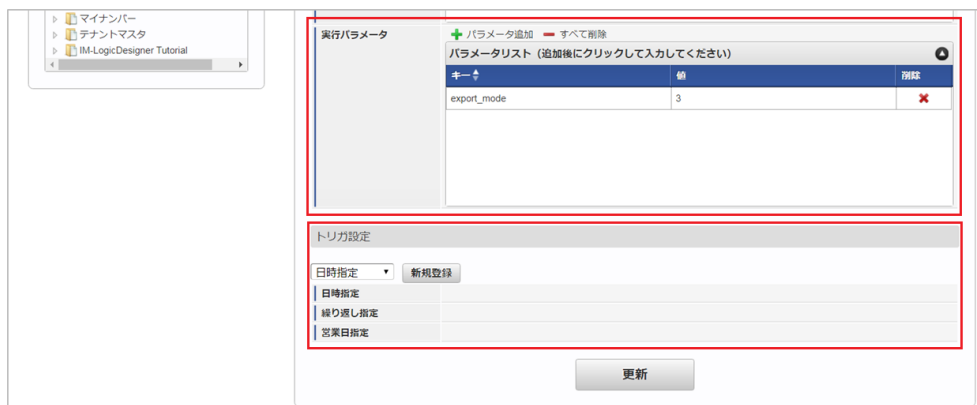 マイナンバー
テナントマスタ
IM-LogicDesigner Tutorial
実行パラメータ
パラメータ追加 すべて削除
パラメータリスト（追加後にクリックして入力してください）
キー 値 削除
export_mode 3
トリガ設定
日時指定 新規登録
日時指定
繰り返し指定
営業日指定
更新